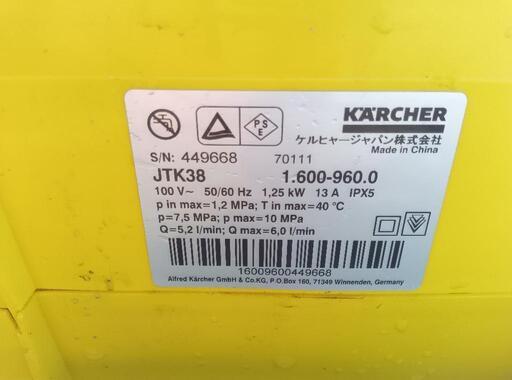 KÄRCHER
ケルヒャージャパン株式会社
Made in China
PS
E
S/N: 449668 70111
JTK38 1.600-960.0
100 V~ 50/60 Hz 1,25 kW 13 A IPX5
p in max=1,2 MPa; T in max=40 °C
p=7,5 MPa; p max=10 MPa
Q=5,2 l/min; Q max=6,0 l/min
16009600449668
Alfred Kärcher GmbH & Co.KG, P.O.Box 160, 71349 Winnenden, Germany